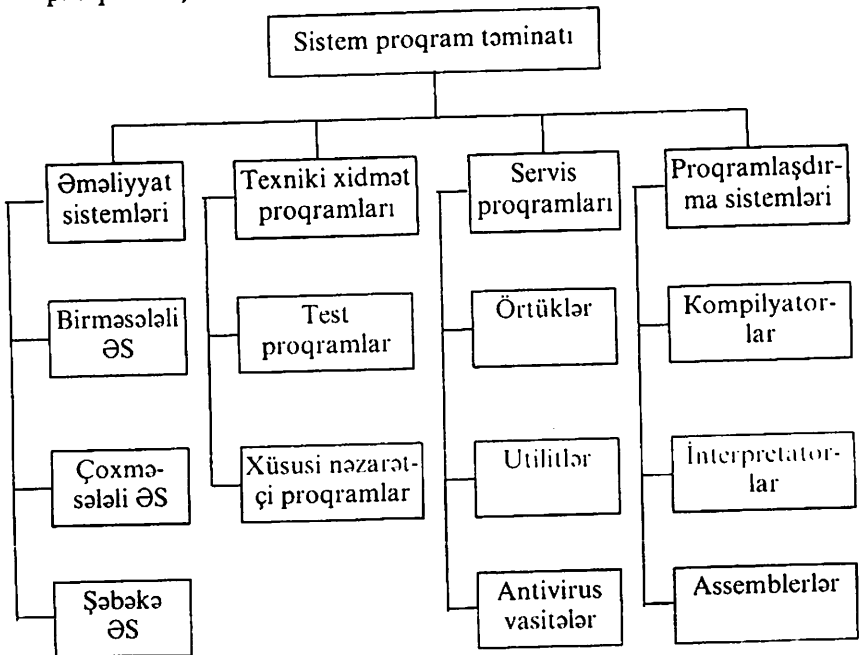 Sistem proqram təminatı
Əməliyyat
sistemləri
Birməsələli
ƏS
Çoxmə-
sələli ƏS
Şəbəkə
ƏS
Texniki xidmət
proqramları
Test
proqramlar
Xüsusi nəzarət-
çi proqramlar
Servis
proqramları
Örtüklər
Utilitlər
Antivirus
vasitələr
Proqramlaşdır-
ma sistemləri
Kompilyator-
lar
İnterpretator-
lar
Assemblerlər